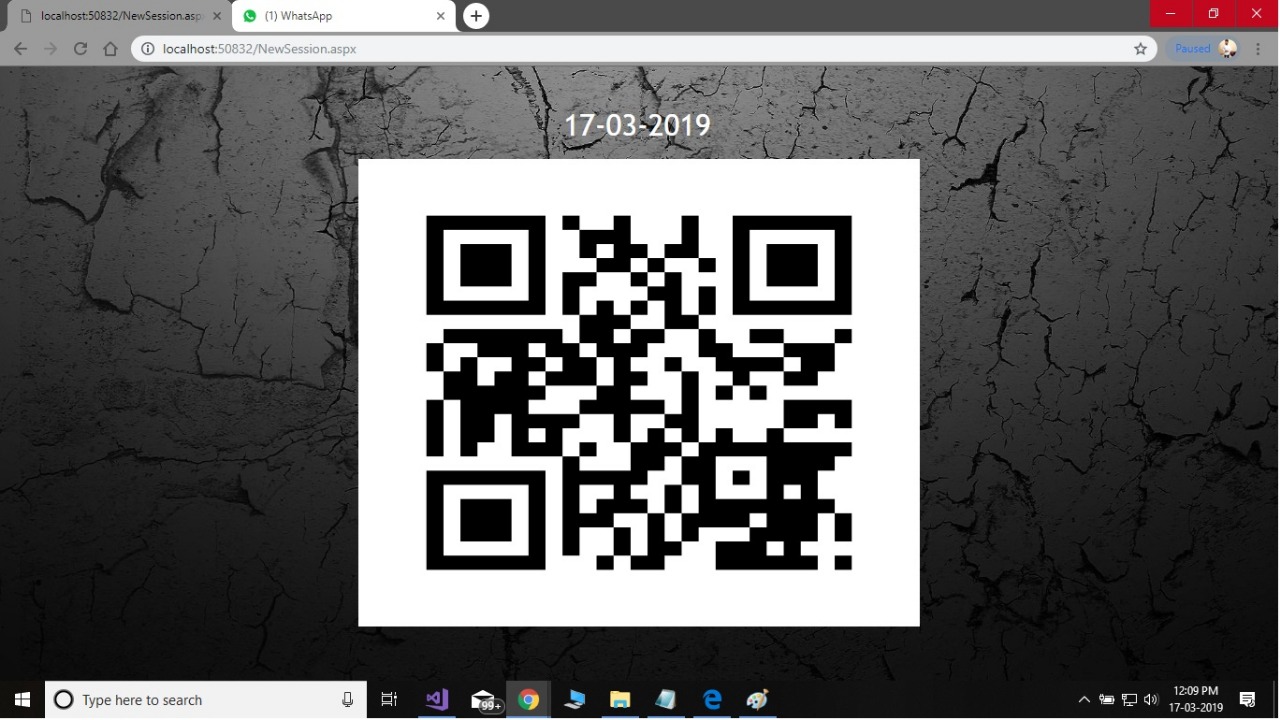 localhost:50832/NewSession.aspx
(1) WhatsApp
localhost:50832/NewSession.aspx
Paused
17-03-2019
Type here to search
99+
12:09 PM
17-03-2019